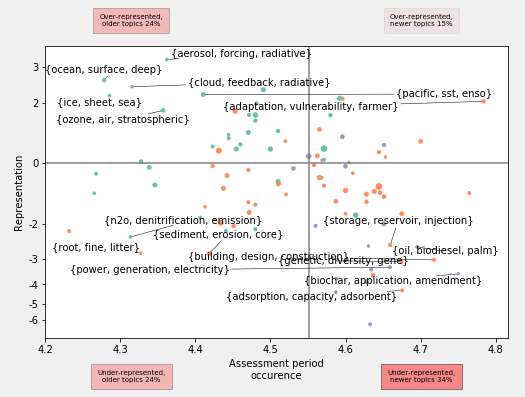 Over-represented,
older topics 24%
Over-represented,
newer topics 15%
{aerosol, forcing, radiative}
{ocean, surface, deep}
{cloud, feedback, radiative}
{pacific, sst, enso}
{ice, sheet, sea}
{adaptation, vulnerability, farmer}
{ozone, air, stratospheric}
{n2o, denitrification, emission}
{storage, reservoir, injection}
{sediment, erosion, core}
{root, fine, litter}
{oil, biodiesel, palm}
{building, design, construction}
{genetic, diversity, gene}
{power, generation, electricity}
{biochar, application, amendment}
{adsorption, capacity, adsorbent}
Representation
3
2
0
-2
-3
-4
-5
-6
4.2
4.3
4.4
4.5
4.6
4.7
4.8
Assessment period
occurence
Under-represented,
older topics 24%
Under-represented,
newer topics 34%